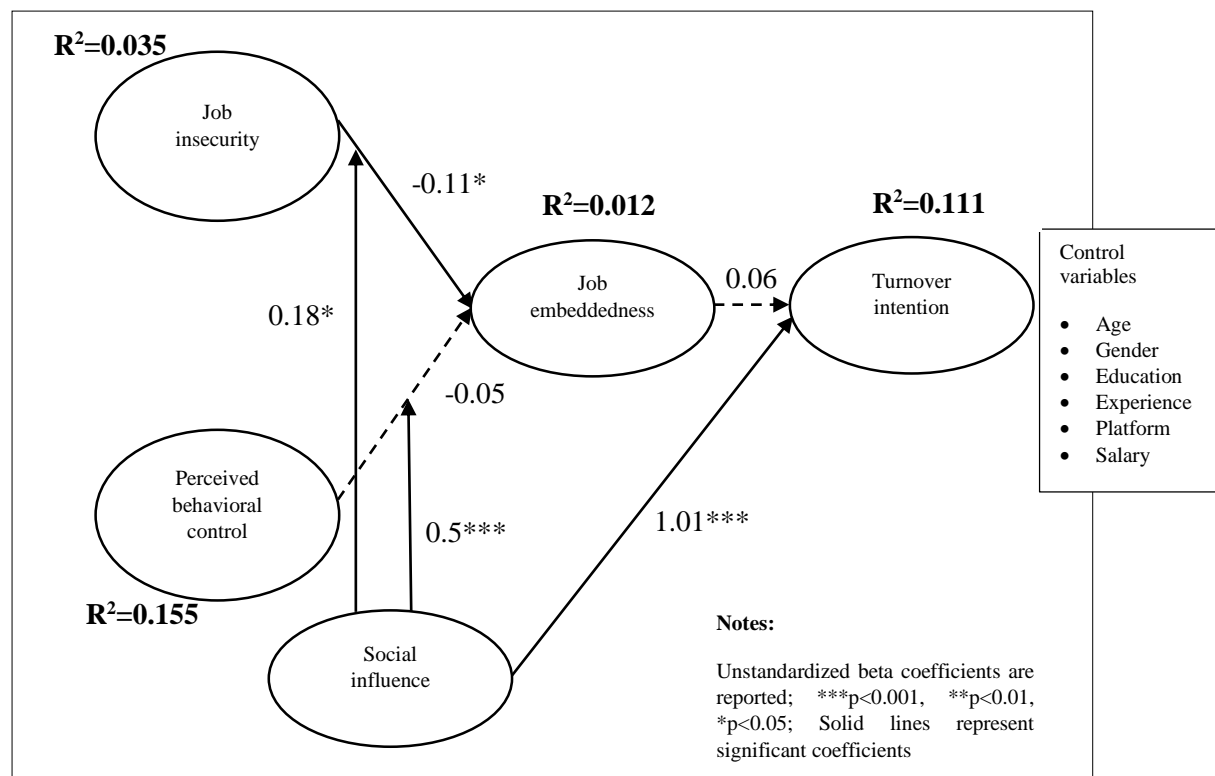 R²=0.035
Job
insecurity
-0.11*
R²=0.012
R²=0.111
Control
variables
• Age
• Gender
• Education
• Experience
• Platform
• Salary
Job
embeddedness
0.06
Turnover
intention
0.18*
-0.05
Perceived
behavioral
control
0.5***
1.01***
R²=0.155
Social
influence
Notes:
Unstandardized beta coefficients are
reported; ***p<0.001, **p<0.01,
*p<0.05; Solid lines represent
significant coefficients